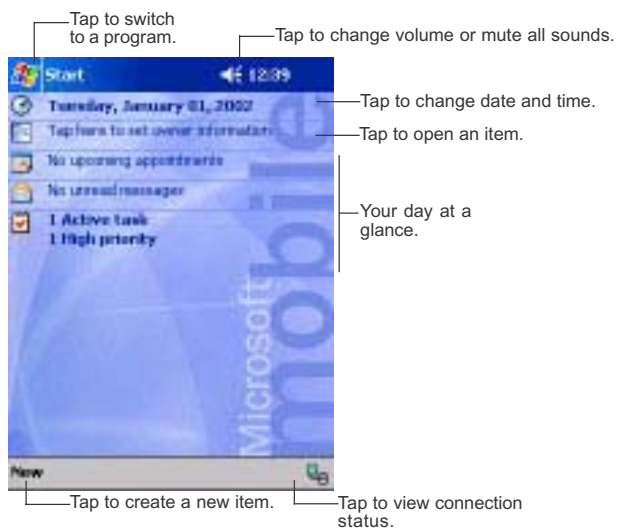 Tap to switch
to a program.
Tap to change volume or mute all sounds.
Start 12:39
Tuesday, January 01, 2002
Tap to change date and time.
Tap here to set owner information
Tap to open an item.
No upcoming appointments
No unread messages
1 Active task
1 High priority
Your day at a
glance.
Microsoft
mobile
New
Tap to create a new item.
Tap to view connection
status.